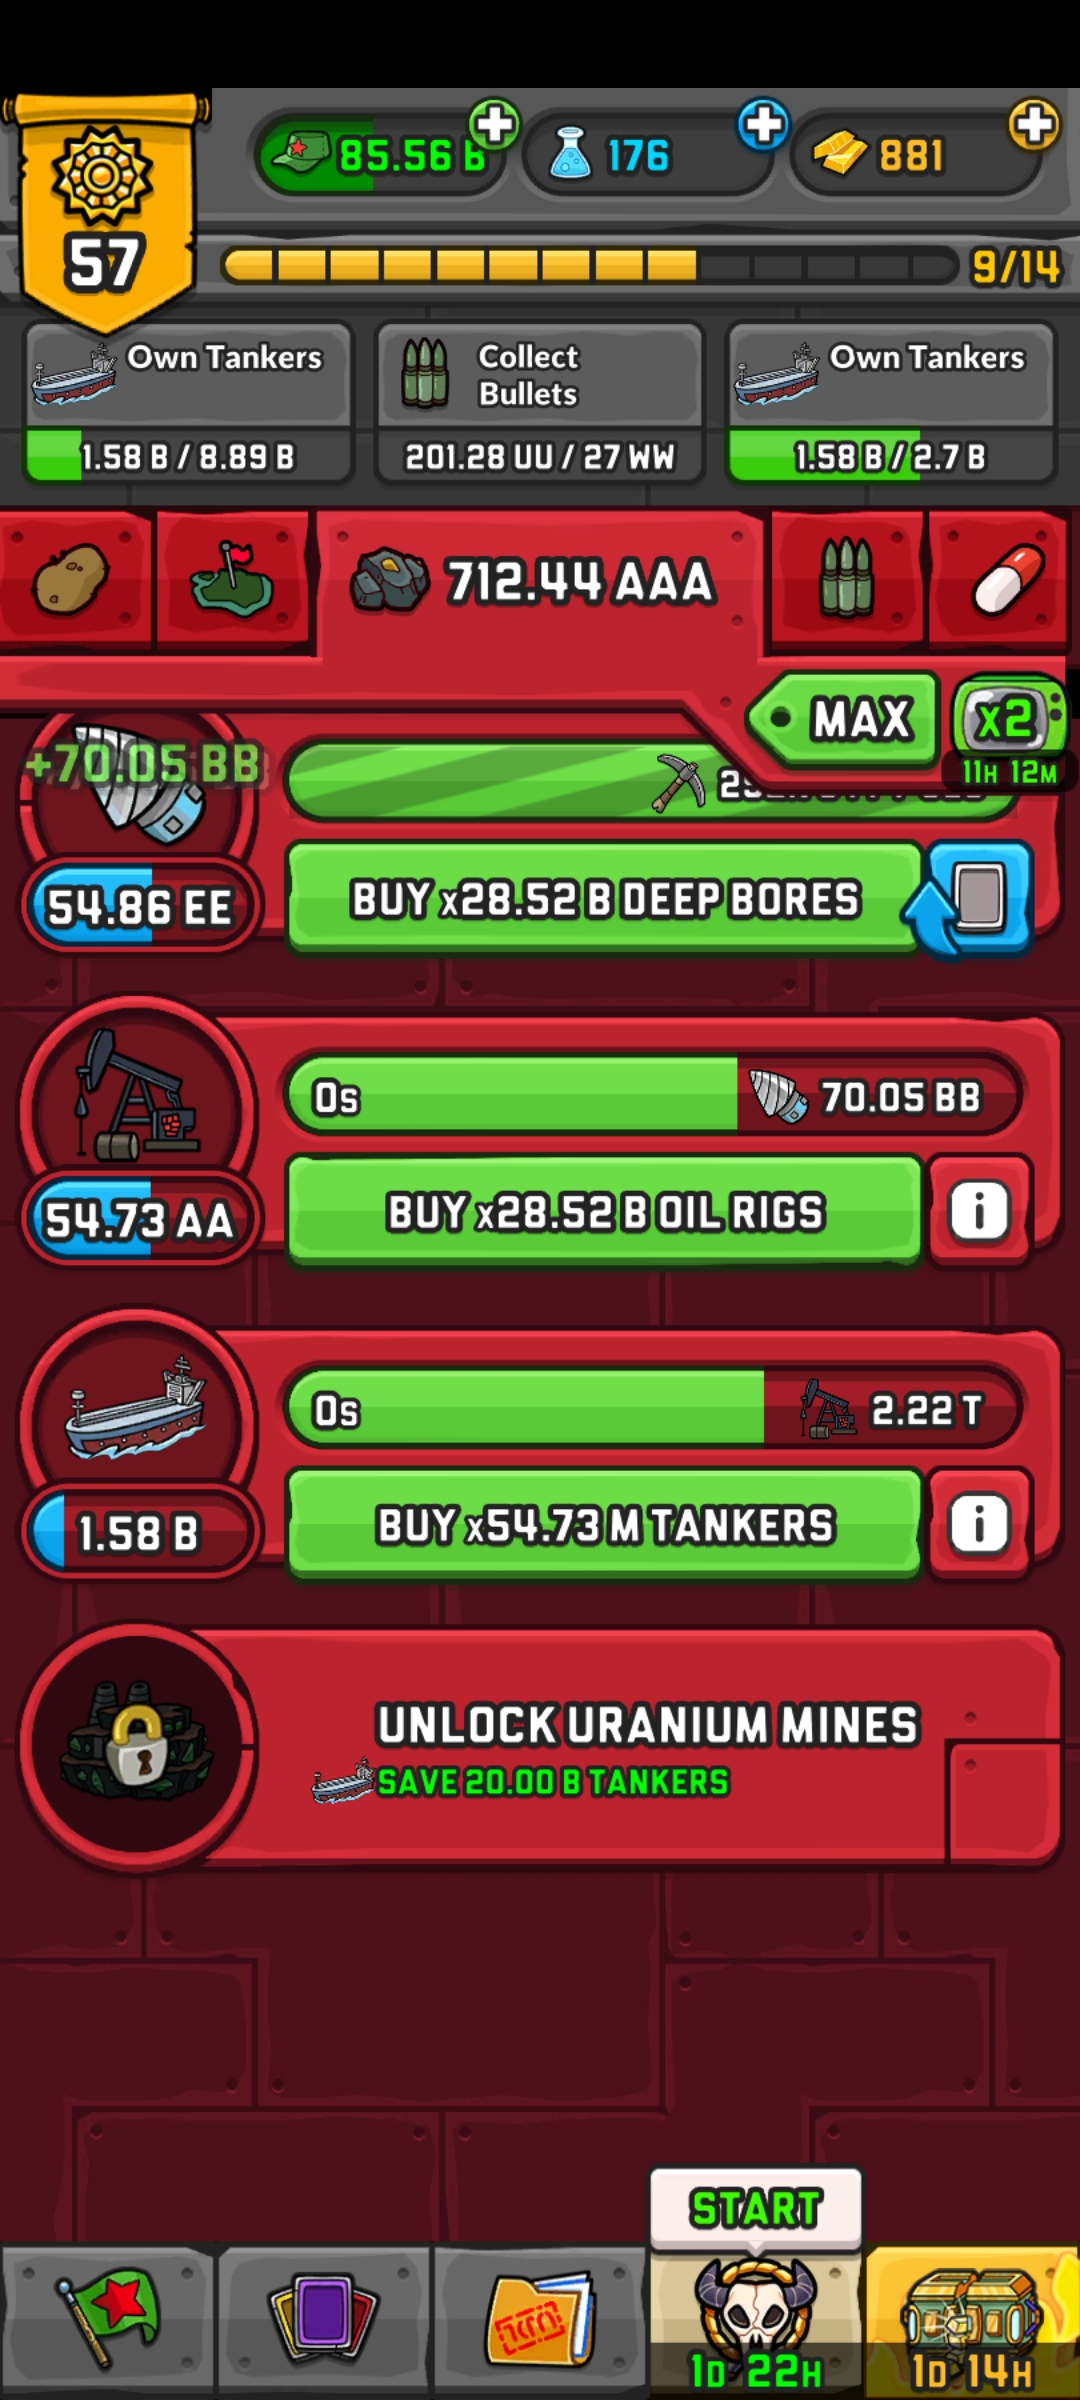 85.56 B
176
881
57
9/14
Own Tankers
1.58 B / 8.89 B
Collect
Bullets
201.28 UU / 27 WW
Own Tankers
1.58 B / 2.7 B
712.44 AAA
MAX
x2
11H 12M
+70.05 BB
54.86 EE
BUY x28.52 B DEEP BORES
0s
70.05 BB
54.73 AA
BUY x28.52 B OIL RIGS
i
0s
2.22 T
1.58 B
BUY x54.73 M TANKERS
i
UNLOCK URANIUM MINES
SAVE 20.00 B TANKERS
START
1D 22H
1D 14H